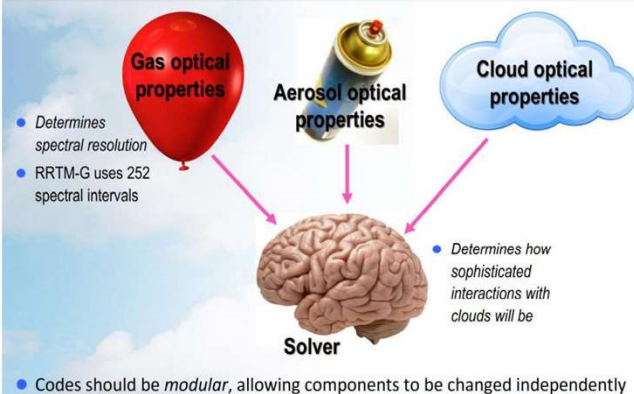 Gas optical
properties
Aerosol optical
properties
Cloud optical
properties
• Determines
spectral resolution
• RRTM-G uses 252
spectral intervals
• Determines how
sophisticated
interactions with
clouds will be
Solver
• Codes should be modular, allowing components to be changed independently